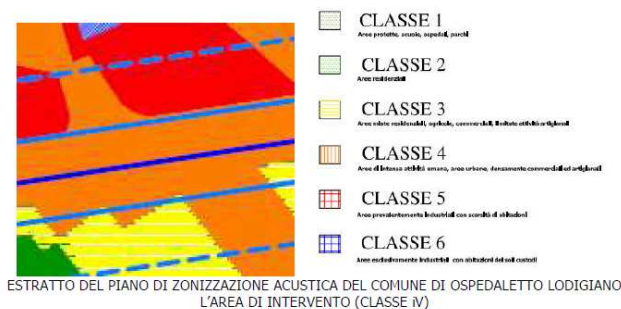 CLASSE 1
Aree protette, scuole, ospedali, parchi
CLASSE 2
Aree residenziali
CLASSE 3
Aree miste residenziali, agricole, commerciali, limitate attività artigianali
CLASSE 4
Aree di intensa attività umana, aree urbane, densamente commerciali ed artigianali
CLASSE 5
Aree prevalentemente industriali con scarsità di abitazioni
CLASSE 6
Aree esclusivamente industriali con abitazioni dei soli custodi
ESTRATTO DEL PIANO DI ZONIZZAZIONE ACUSTICA DEL COMUNE DI OSPEDALETTO LODIGIANO
L'AREA DI INTERVENTO (CLASSE iV)